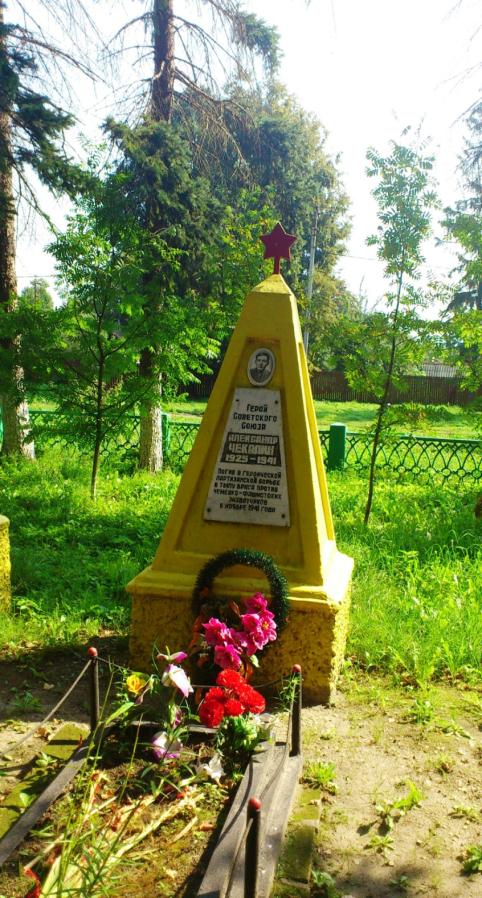 Герой
Советского
Союза
АЛЕКСАНДР
ЧЕКАЛИН
1925–1941
Погиб в героической
партизанской борьбе
в тылу врага против
немецко-фашистских
захватчиков
в ноябре 1941 года